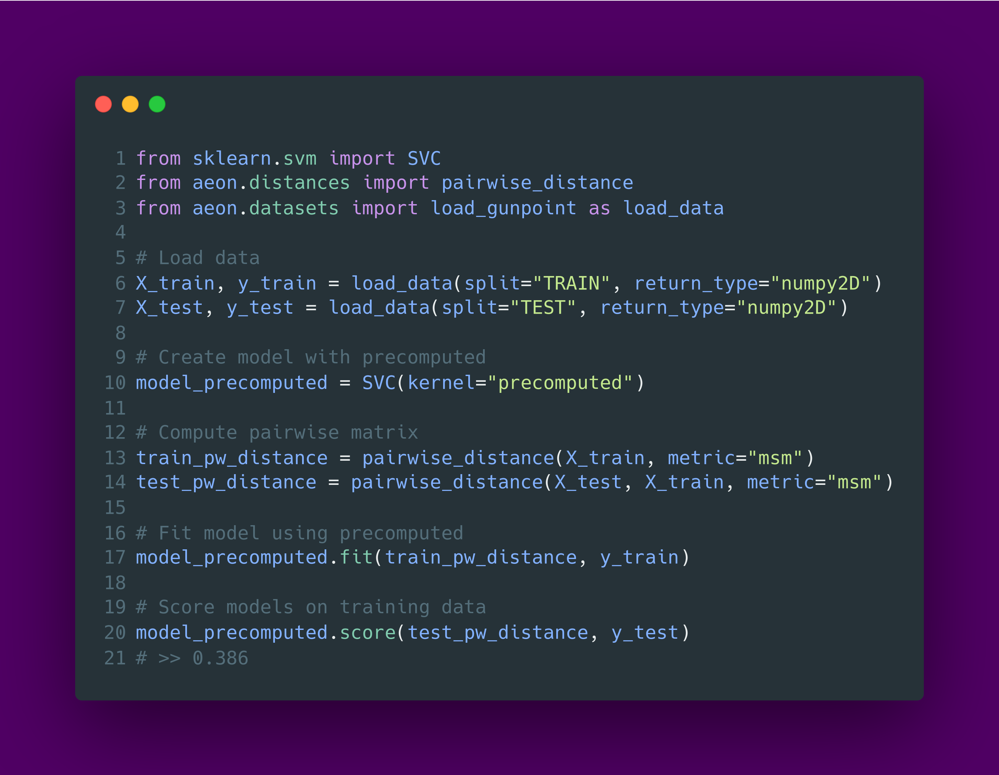 1 from sklearn.svm import SVC
2 from aeon.distances import pairwise_distance
3 from aeon.datasets import load_gunpoint as load_data
4
5 # Load data
6 X_train, y_train = load_data(split="TRAIN", return_type="numpy2D")
7 X_test, y_test = load_data(split="TEST", return_type="numpy2D")
8
9 # Create model with precomputed
10 model_precomputed = SVC(kernel="precomputed")
11
12 # Compute pairwise matrix
13 train_pw_distance = pairwise_distance(X_train, metric="msm")
14 test_pw_distance = pairwise_distance(X_test, X_train, metric="msm")
15
16 # Fit model using precomputed
17 model_precomputed.fit(train_pw_distance, y_train)
18
19 # Score models on training data
20 model_precomputed.score(test_pw_distance, y_test)
21 # >> 0.386